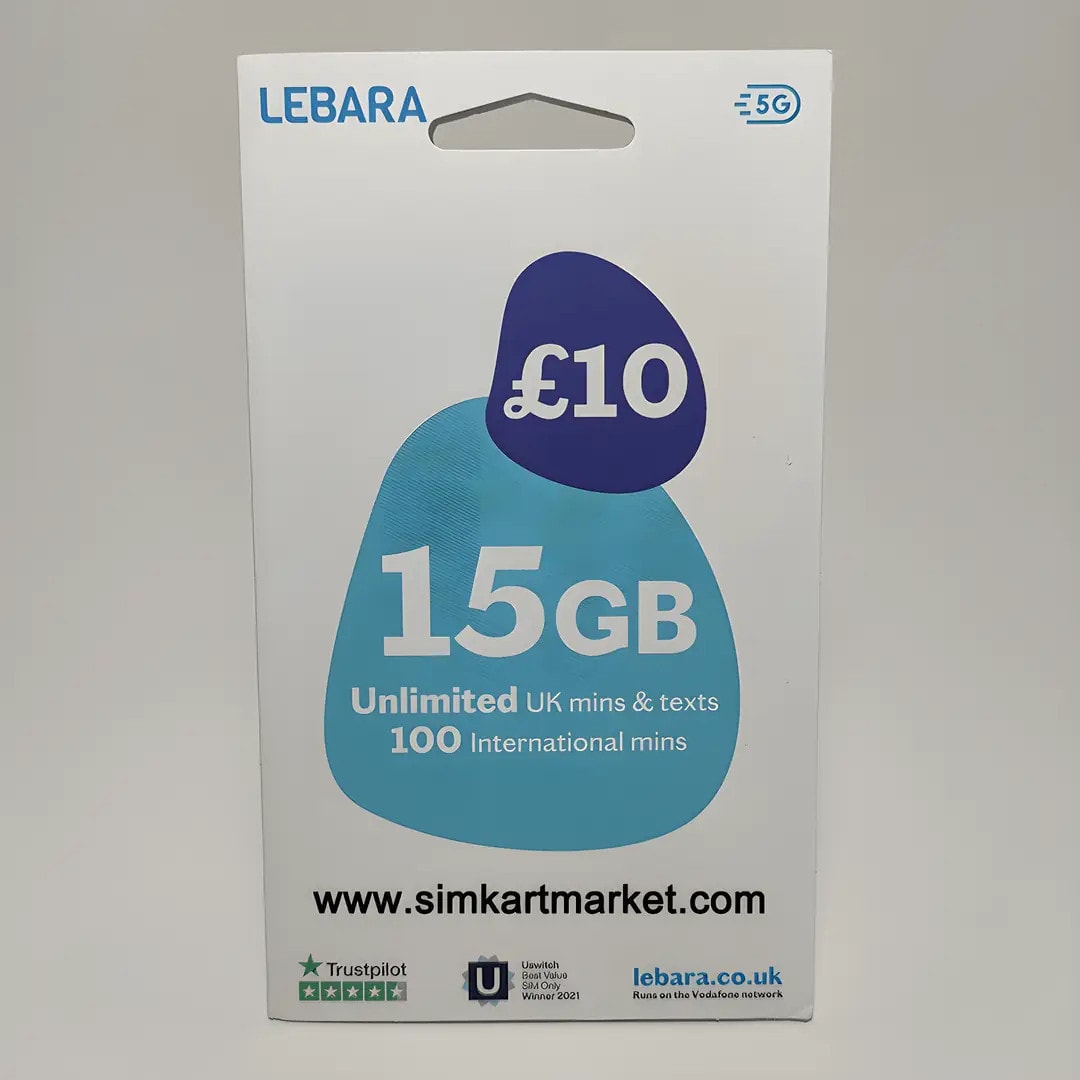 LEBARA
5G
£10
15GB
Unlimited UK mins & texts
100 International mins
www.simkartmarket.com
Trustpilot
U
Uswitch
Best Value
SIM Only
Winner 2021
lebara.co.uk
Runs on the Vodafone network